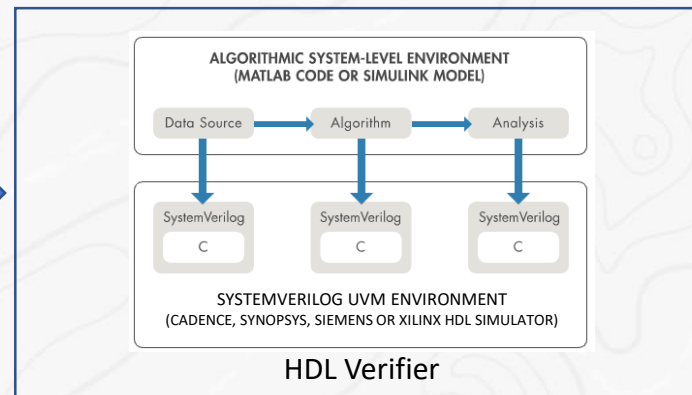 ALGORITHMIC SYSTEM-LEVEL ENVIRONMENT
(MATLAB CODE OR SIMULINK MODEL)
Data Source
Algorithm
Analysis
SystemVerilog
C
SystemVerilog
C
SystemVerilog
C
SYSTEMVERILOG UVM ENVIRONMENT
(CADENCE, SYNOPSYS, SIEMENS OR XILINX HDL SIMULATOR)
HDL Verifier